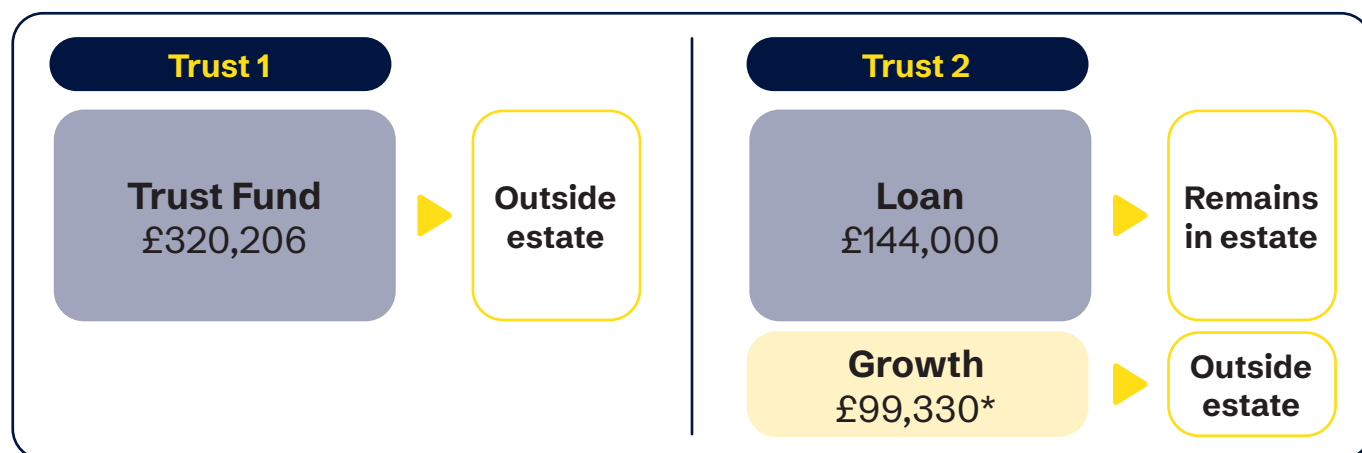 Trust 1
Trust Fund
£320,206
Outside
estate
Trust 2
Loan
£144,000
Remains
in estate
Growth
£99,330*
Outside
estate